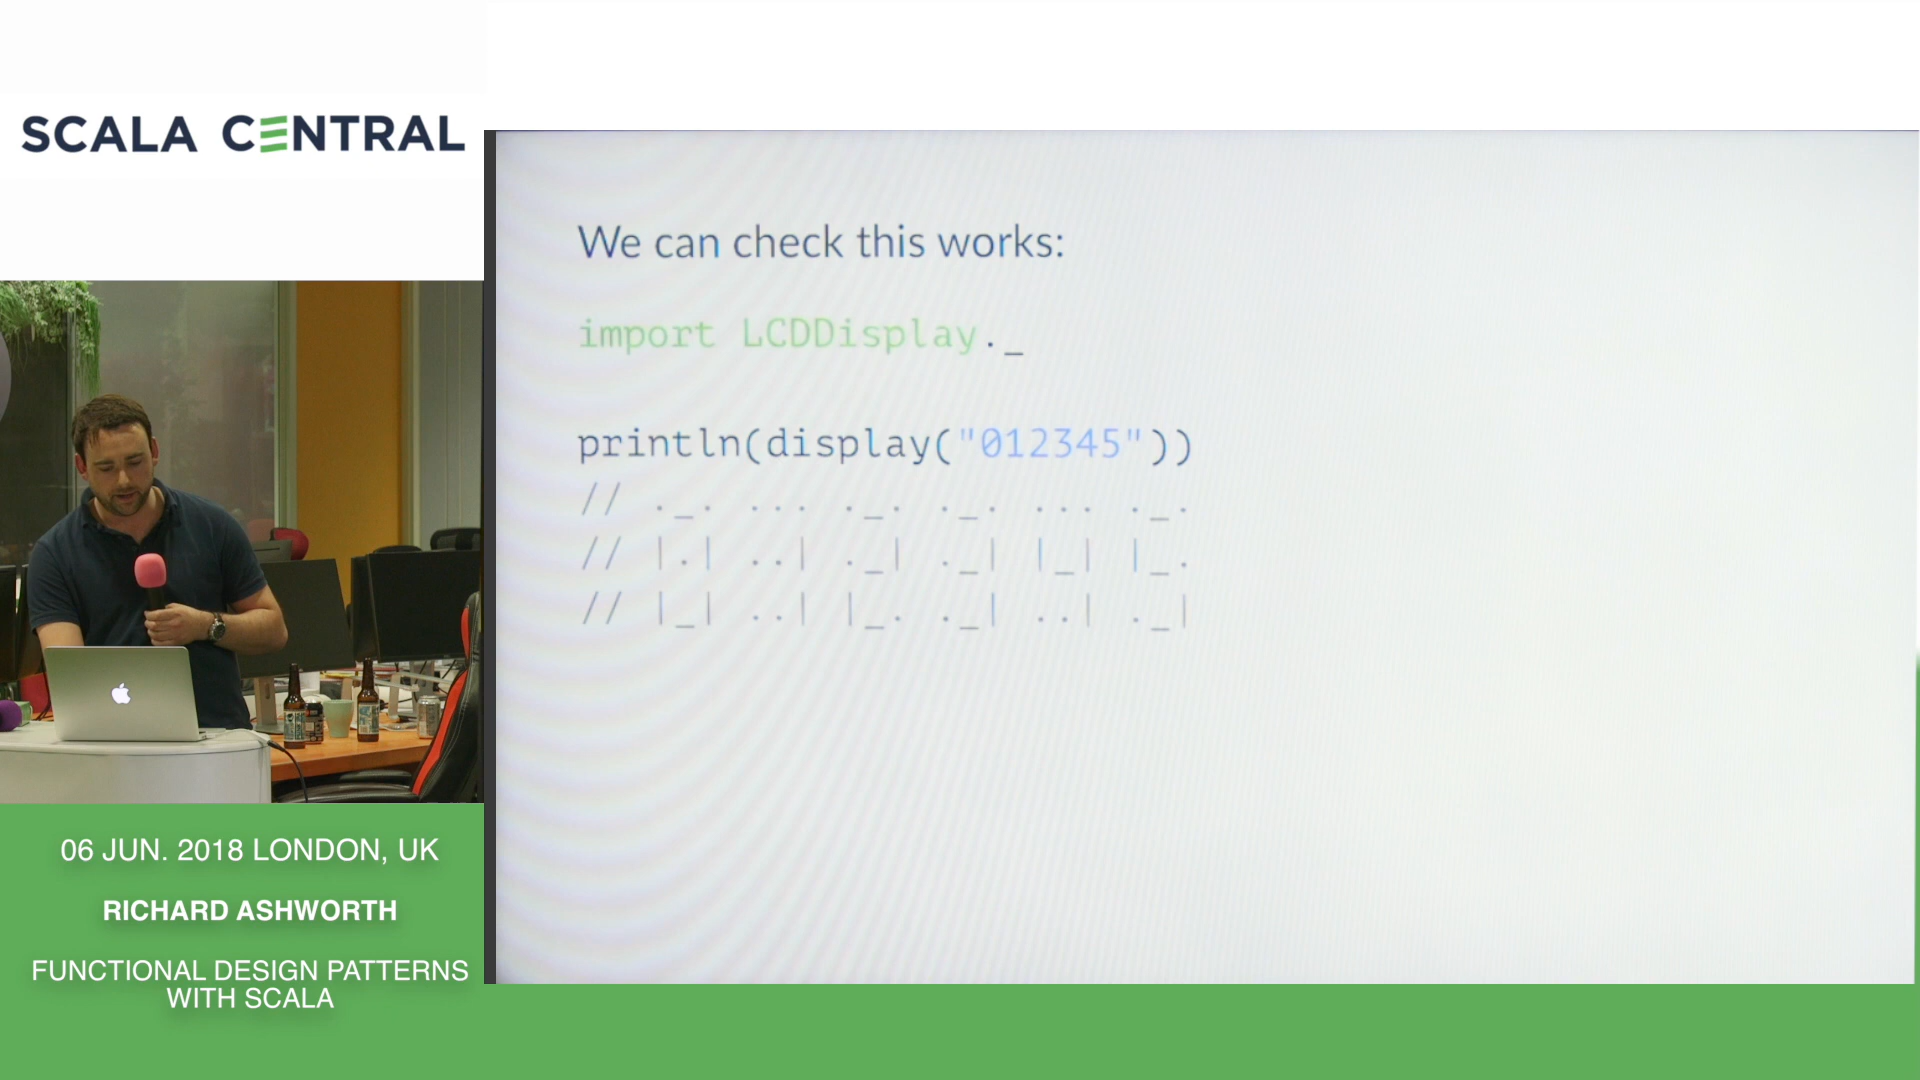 SCALA CENTRAL
We can check this works:
import LCDDisplay._
println(display("012345"))
// ._. ... ._. ._. ... ._.
// |.| ..| ._| ._| |_| |_.
// |_| ..| |_. ._| ..| ._|
06 JUN. 2018 LONDON, UK
RICHARD ASHWORTH
FUNCTIONAL DESIGN PATTERNS
WITH SCALA